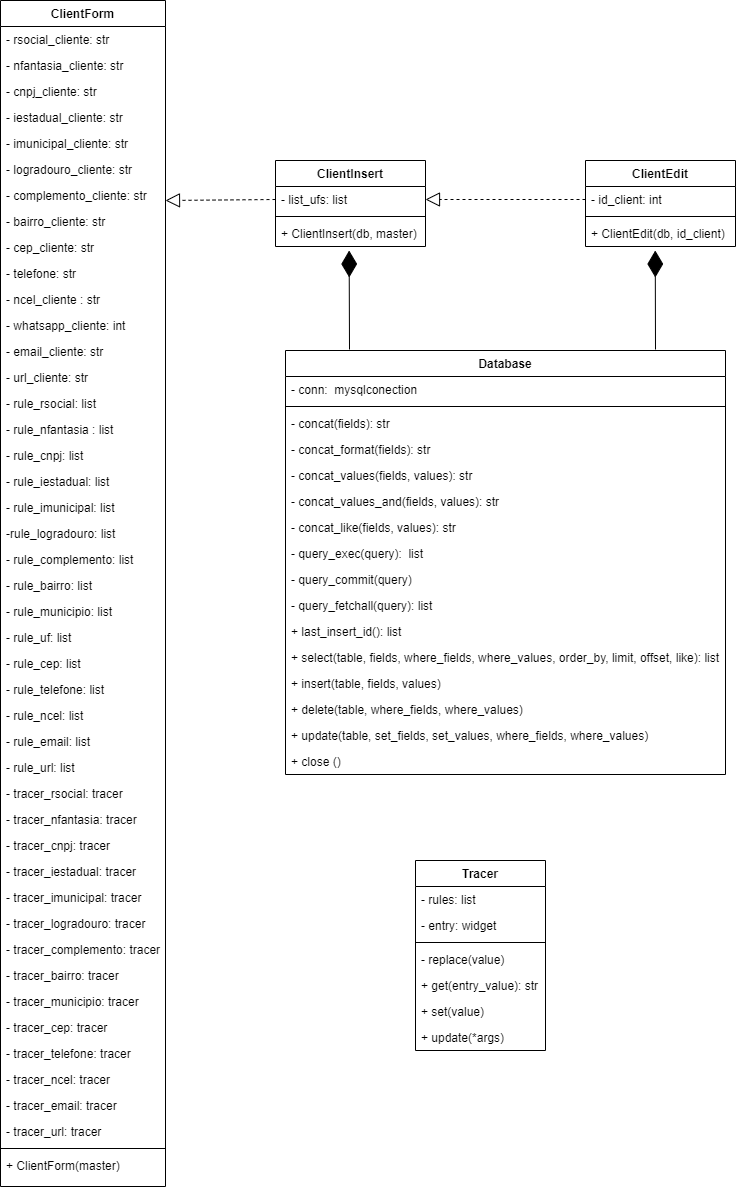 ClientForm
- rsocial_cliente: str
- nfantasia_cliente: str
- cnpj_cliente: str
- iestadual_cliente: str
- imunicipal_cliente: str
- logradouro_cliente: str
- complemento_cliente: str
- bairro_cliente: str
- cep_cliente: str
- telefone: str
- ncel_cliente : str
- whatsapp_cliente: int
- email_cliente: str
- url_cliente: str
- rule_rsocial: list
- rule_nfantasia : list
- rule_cnpj: list
- rule_iestadual: list
- rule_imunicipal: list
-rule_logradouro: list
- rule_complemento: list
- rule_bairro: list
- rule_municipio: list
- rule_uf: list
- rule_cep: list
- rule_telefone: list
- rule_ncel: list
- rule_email: list
- rule_url: list
- tracer_rsocial: tracer
- tracer_nfantasia: tracer
- tracer_cnpj: tracer
- tracer_iestadual: tracer
- tracer_imunicipal: tracer
- tracer_logradouro: tracer
- tracer_complemento: tracer
- tracer_bairro: tracer
- tracer_municipio: tracer
- tracer_cep: tracer
- tracer_telefone: tracer
- tracer_ncel: tracer
- tracer_email: tracer
- tracer_url: tracer
+ ClientForm(master)
ClientInsert
- list_ufs: list
+ ClientInsert(db, master)
ClientEdit
- id_client: int
+ ClientEdit(db, id_client)
Database
- conn:  mysqlconection
- concat(fields): str
- concat_format(fields): str
- concat_values(fields, values): str
- concat_values_and(fields, values): str
- concat_like(fields, values): str
- query_exec(query):  list
- query_commit(query)
- query_fetchall(query): list
+ last_insert_id(): list
+ select(table, fields, where_fields, where_values, order_by, limit, offset, like): list
+ insert(table, fields, values)
+ delete(table, where_fields, where_values)
+ update(table, set_fields, set_values, where_fields, where_values)
+ close ()
Tracer
- rules: list
- entry: widget
- replace(value)
+ get(entry_value): str
+ set(value)
+ update(*args)